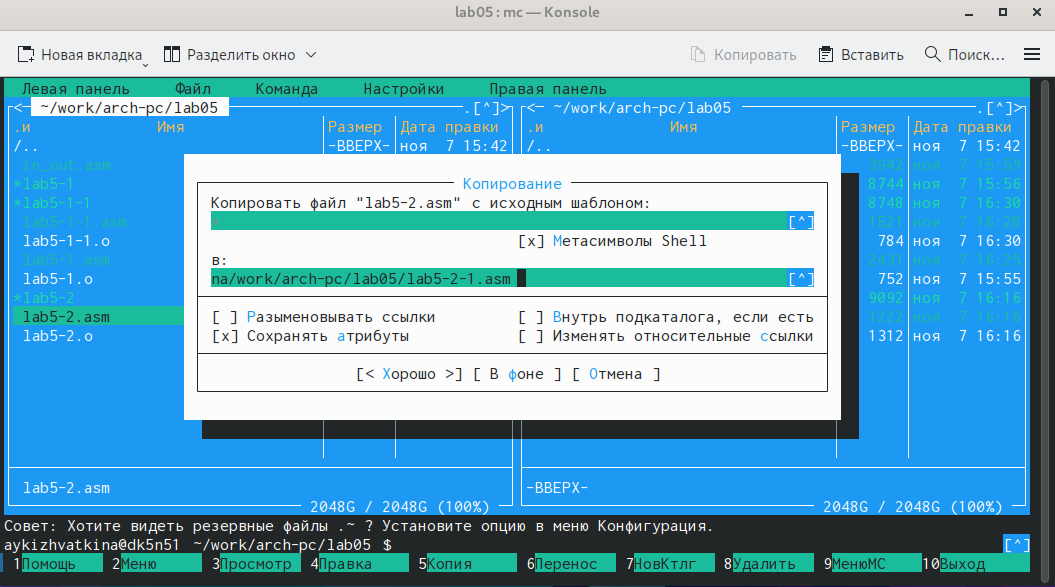 lab05 : mc — Konsole
Новая вкладка Разделить окно Копировать Вставить Поиск...
Левая панель Файл Команда Настройки Правая панель
<─ ~/work/arch-pc/lab05 ─.[^]> <─ ~/work/arch-pc/lab05 ─.[^]>
.и Имя Размер Дата правки .и Имя Размер Дата правки
/.. -ВВЕРХ- ноя 7 15:42 /.. -ВВЕРХ- ноя 7 15:42
in_out.asm 3942 ноя 7 15:59
*lab5-1 8744 ноя 7 15:56
*lab5-1-1 8748 ноя 7 16:30
lab5-1-1.asm 1521 ноя 7 16:28
lab5-1-1.o 784 ноя 7 16:30
lab5-1.asm 2431 ноя 7 16:25
lab5-1.o 752 ноя 7 15:55
*lab5-2 9092 ноя 7 16:16
lab5-2.asm 1222 ноя 7 16:16
lab5-2.o 1312 ноя 7 16:16
Копирование
Копировать файл "lab5-2.asm" с исходным шаблоном:
* [^]
[x] Метасимволы Shell
в:
na/work/arch-pc/lab05/lab5-2-1.asm [^]
[ ] Разыменовывать ссылки [ ] Внутрь подкаталога, если есть
[x] Сохранять атрибуты [ ] Изменять относительные ссылки
[< Хорошо >] [ В фоне ] [ Отмена ]
lab5-2.asm -ВВЕРХ-
2048G / 2048G (100%) 2048G / 2048G (100%)
Совет: Хотите видеть резервные файлы .~ ? Установите опцию в меню Конфигурация.
aykizhvatkina@dk5n51 ~/work/arch-pc/lab05 $ [^]
1Помощь 2Меню 3Просмотр 4Правка 5Копия 6Перенос 7НовКтлг 8Удалить 9МенюMC 10Выход